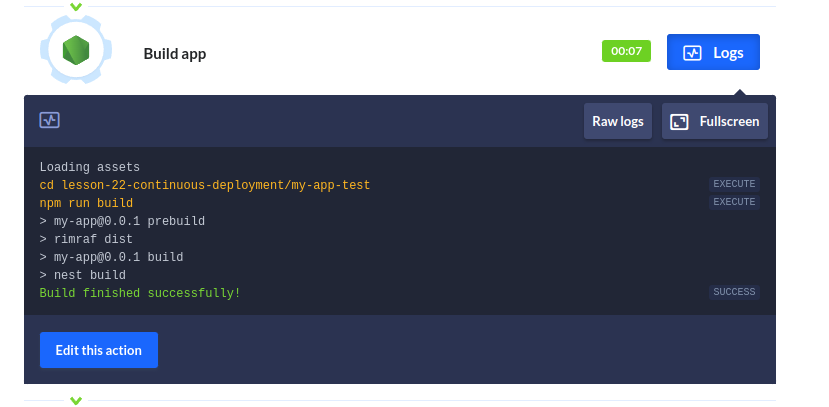 Build app
00:07
Logs
Raw logs
Fullscreen
Loading assets
cd lesson-22-continuous-deployment/my-app-test EXECUTE
npm run build EXECUTE
> my-app@0.0.1 prebuild
> rimraf dist
> my-app@0.0.1 build
> nest build
Build finished successfully! SUCCESS
Edit this action